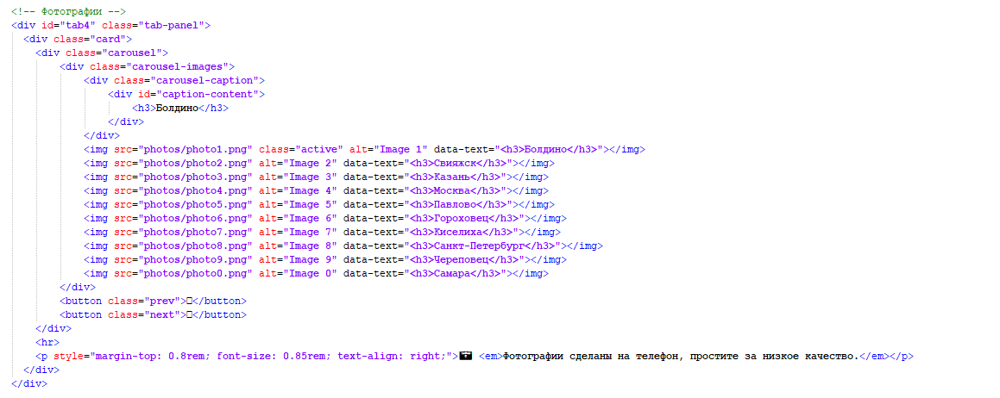 <!-- Фотографии -->
<div id="tab4" class="tab-panel">
<div class="card">
<div class="carousel">
<div class="carousel-images">
<div class="carousel-caption">
<div id="caption-content">
<h3>Болдино</h3>
</div>
</div>
<img src="photos/photo1.png" class="active" alt="Image 1" data-text="<h3>Болдино</h3>"></img>
<img src="photos/photo2.png" alt="Image 2" data-text="<h3>Свияжск</h3>"></img>
<img src="photos/photo3.png" alt="Image 3" data-text="<h3>Казань</h3>"></img>
<img src="photos/photo4.png" alt="Image 4" data-text="<h3>Москва</h3>"></img>
<img src="photos/photo5.png" alt="Image 5" data-text="<h3>Павлово</h3>"></img>
<img src="photos/photo6.png" alt="Image 6" data-text="<h3>Гороховец</h3>"></img>
<img src="photos/photo7.png" alt="Image 7" data-text="<h3>Киселиха</h3>"></img>
<img src="photos/photo8.png" alt="Image 8" data-text="<h3>Санкт-Петербург</h3>"></img>
<img src="photos/photo9.png" alt="Image 9" data-text="<h3>Череповец</h3>"></img>
<img src="photos/photo0.png" alt="Image 0" data-text="<h3>Самара</h3>"></img>
</div>
<button class="prev">▯</button>
<button class="next">▯</button>
</div>
<hr>
<p style="margin-top: 0.8rem; font-size: 0.85rem; text-align: right;">📷 <em>Фотографии сделаны на телефон, простите за низкое качество.</em></p>
</div>
</div>